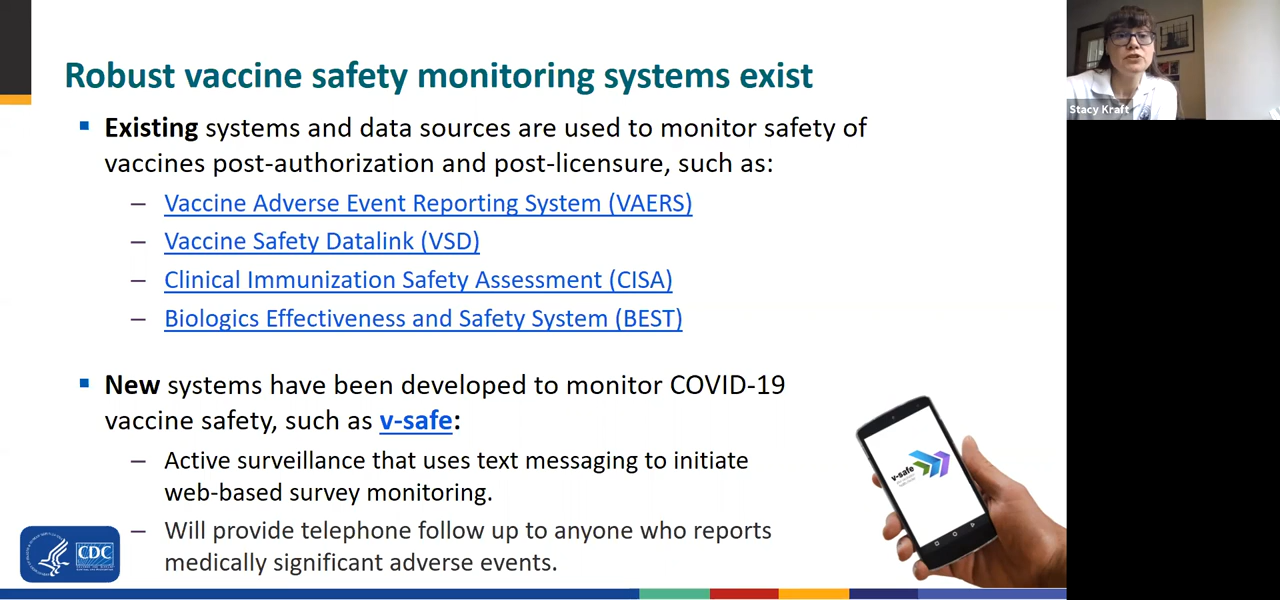 Robust vaccine safety monitoring systems exist
Stacy Kraft
▪ Existing systems and data sources are used to monitor safety of
vaccines post-authorization and post-licensure, such as:
– Vaccine Adverse Event Reporting System (VAERS)
– Vaccine Safety Datalink (VSD)
– Clinical Immunization Safety Assessment (CISA)
– Biologics Effectiveness and Safety System (BEST)
▪ New systems have been developed to monitor COVID-19
vaccine safety, such as v-safe:
– Active surveillance that uses text messaging to initiate
web-based survey monitoring.
– Will provide telephone follow up to anyone who reports
medically significant adverse events.
v-safe
CDC